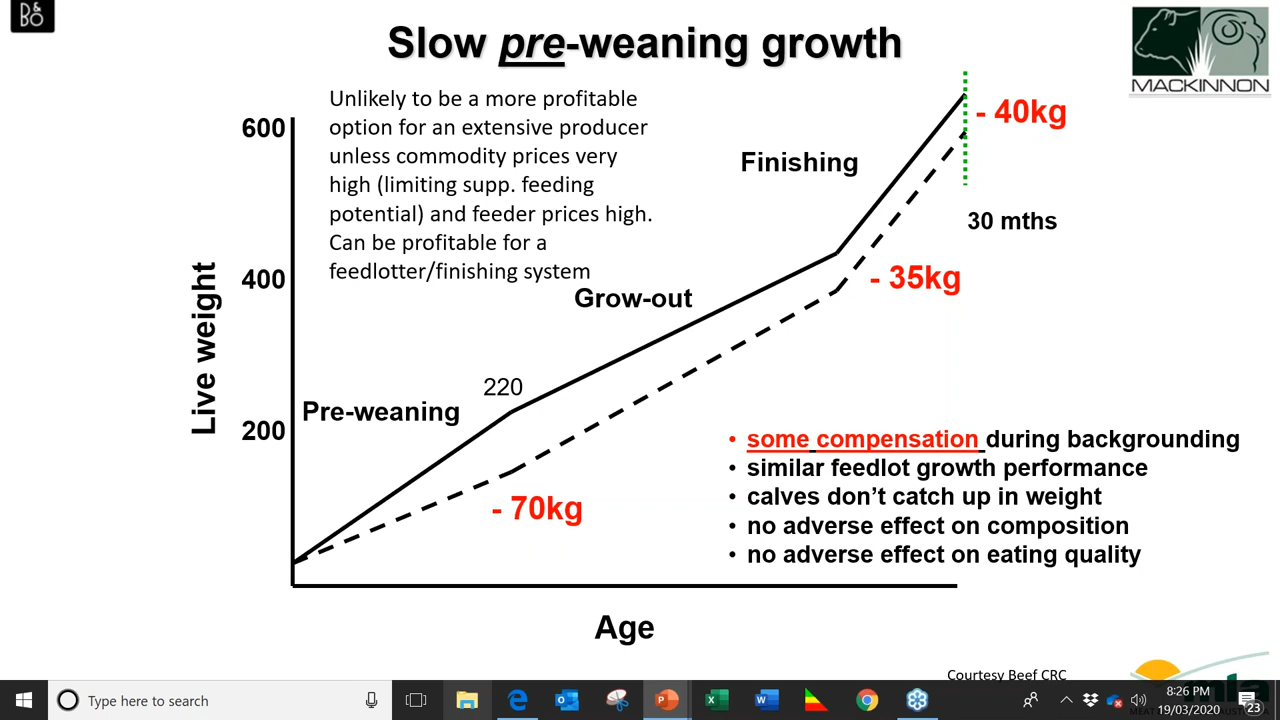 B&O
Slow pre-weaning growth
MACKINNON
Unlikely to be a more profitable
option for an extensive producer
unless commodity prices very
high (limiting supp. feeding
potential) and feeder prices high.
Can be profitable for a
feedlotter/finishing system
600
400
200
Live weight
Pre-weaning
220
Grow-out
Finishing
- 40kg
30 mths
- 35kg
- 70kg
• some compensation during backgrounding
• similar feedlot growth performance
• calves don’t catch up in weight
• no adverse effect on composition
• no adverse effect on eating quality
Age
Courtesy Beef CRC
Type here to search
8:26 PM
19/03/2020
23